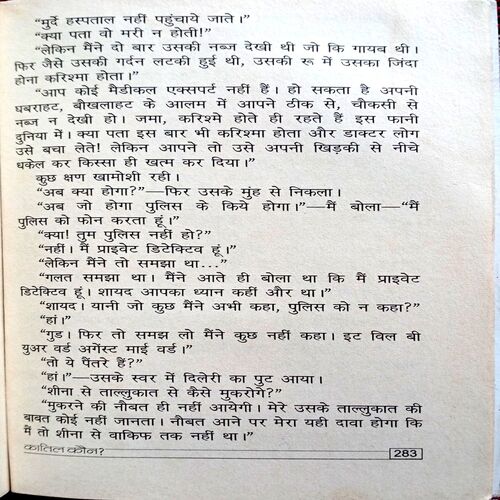 “मुर्दे हस्पताल नहीं पहुंचाये जाते।”
“क्या पता वो मरी न होती!”
“लेकिन मैंने दो बार उसकी नब्ज देखी थी जो कि गायब थी।
फिर जैसे उसकी गर्दन लटकी हुई थी, उसकी रू में उसका जिंदा
होना करिश्मा होता।”
“आप कोई मैडीकल एक्सपर्ट नहीं हैं। हो सकता है अपनी
घबराहट, बौखलाहट के आलम में आपने ठीक से, चौकसी से
नब्ज न देखी हो। जमा, करिश्मे होते ही रहते हैं इस फानी
दुनिया में। क्या पता इस बार भी करिश्मा होता और डाक्टर लोग
उसे बचा लेते! लेकिन आपने तो उसे अपनी खिड़की से नीचे
धकेल कर किस्सा ही खत्म कर दिया।”
कुछ क्षण खामोशी रही।
“अब क्या होगा?”—फिर उसके मुंह से निकला।
“अब जो होगा पुलिस के किये होगा।”—मैं बोला—“मैं
पुलिस को फोन करता हूं।”
“क्या! तुम पुलिस नहीं हो?”
“नहीं। मैं प्राइवेट डिटेक्टिव हूं।”
“लेकिन मैंने तो समझा था...”
“गलत समझा था। मैंने आते ही बोला था कि मैं प्राइवेट
डिटेक्टिव हूं। शायद आपका ध्यान कहीं और था।”
“शायद। यानी जो कुछ मैंने अभी कहा, पुलिस को न कहा?”
“हां।”
“गुड। फिर तो समझ लो मैंने कुछ नहीं कहा। इट विल बी
युअर वर्ड अगेंस्ट माई वर्ड।”
“तो ये पैंतरे हैं?”
“हां।”—उसके स्वर में दिलेरी का पुट आया।
“शीना से ताल्लुकात से कैसे मुकरोगे?”
“मुकरने की नौबत ही नहीं आयेगी। मेरे उसके ताल्लुकात की
बाबत कोई नहीं जानता। नौबत आने पर मेरा यही दावा होगा कि
मैं तो शीना से वाकिफ तक नहीं था।”
कातिल कौन? 283